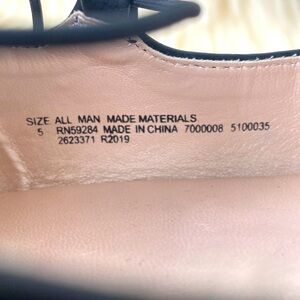 SIZE ALL MAN MADE MATERIALS
5 RN59284 MADE IN CHINA 7000008 5100035
2623371 R2019